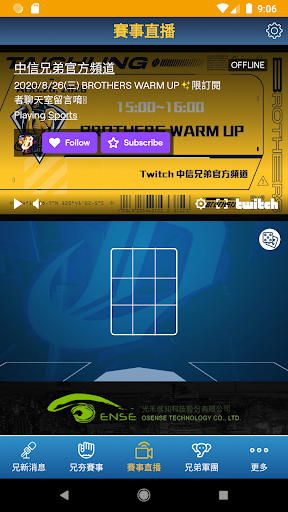 9:06
賽事直播
TAICHUNG
中信兄弟官方頻道
OFFLINE
2020/8/26(三) BROTHERS WARM UP✨限訂閱
者聊天室留言唷
Playing Sports
15:00~16:00
BROTHERS WARM UP
Follow
Subscribe
BROTHERS
Twitch 中信兄弟官方頻道
twitch
光禾感知科技股份有限公司
OSENSE TECHNOLOGY CO., LTD.
ENSE
兄新消息
兄夯賽事
賽事直播
兄弟軍團
更多